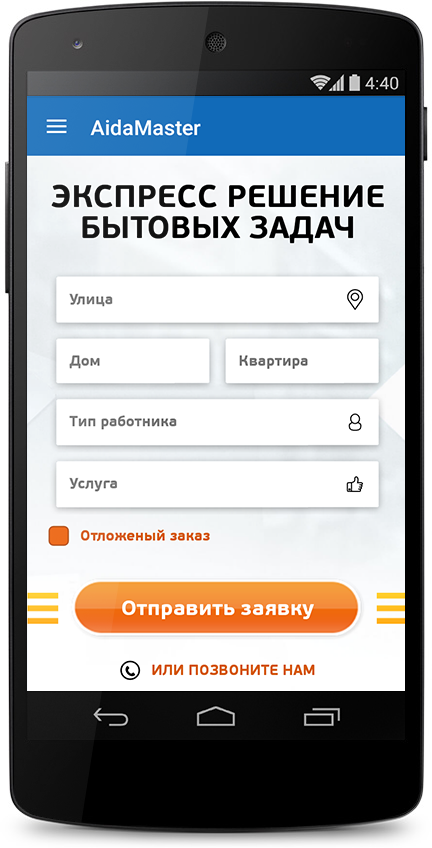 4:40
AidaMaster
ЭКСПРЕСС РЕШЕНИЕ
БЫТОВЫХ ЗАДАЧ
Улица
Дом
Квартира
Тип работника
Услуга
Отложеный заказ
Отправить заявку
ИЛИ ПОЗВОНИТЕ НАМ